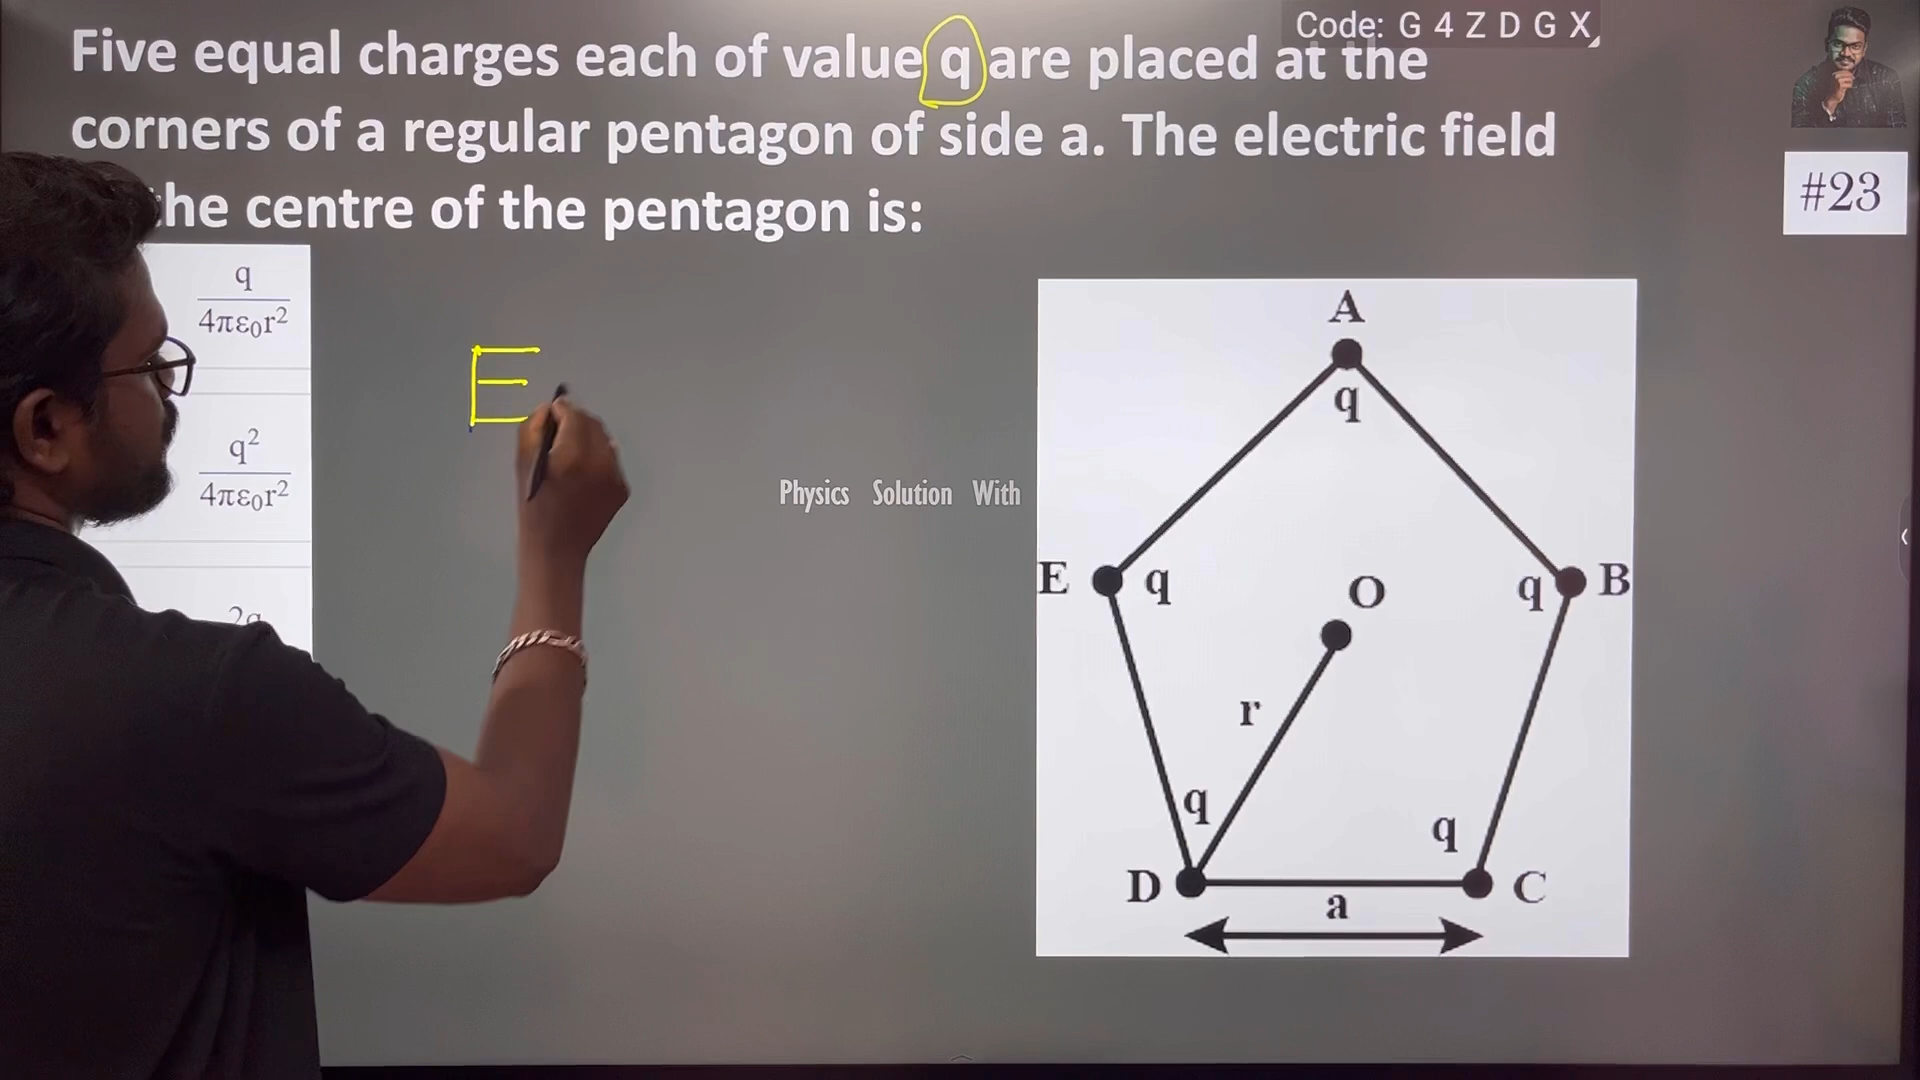 Code: G 4 Z D G X
Five equal charges each of value q are placed at the
corners of a regular pentagon of side a. The electric field
the centre of the pentagon is:
#23
q
4πε₀r²
q²
4πε₀r²
2q
E
Physics Solution With
A
q
E q
q B
O
r
q
q
D
C
a